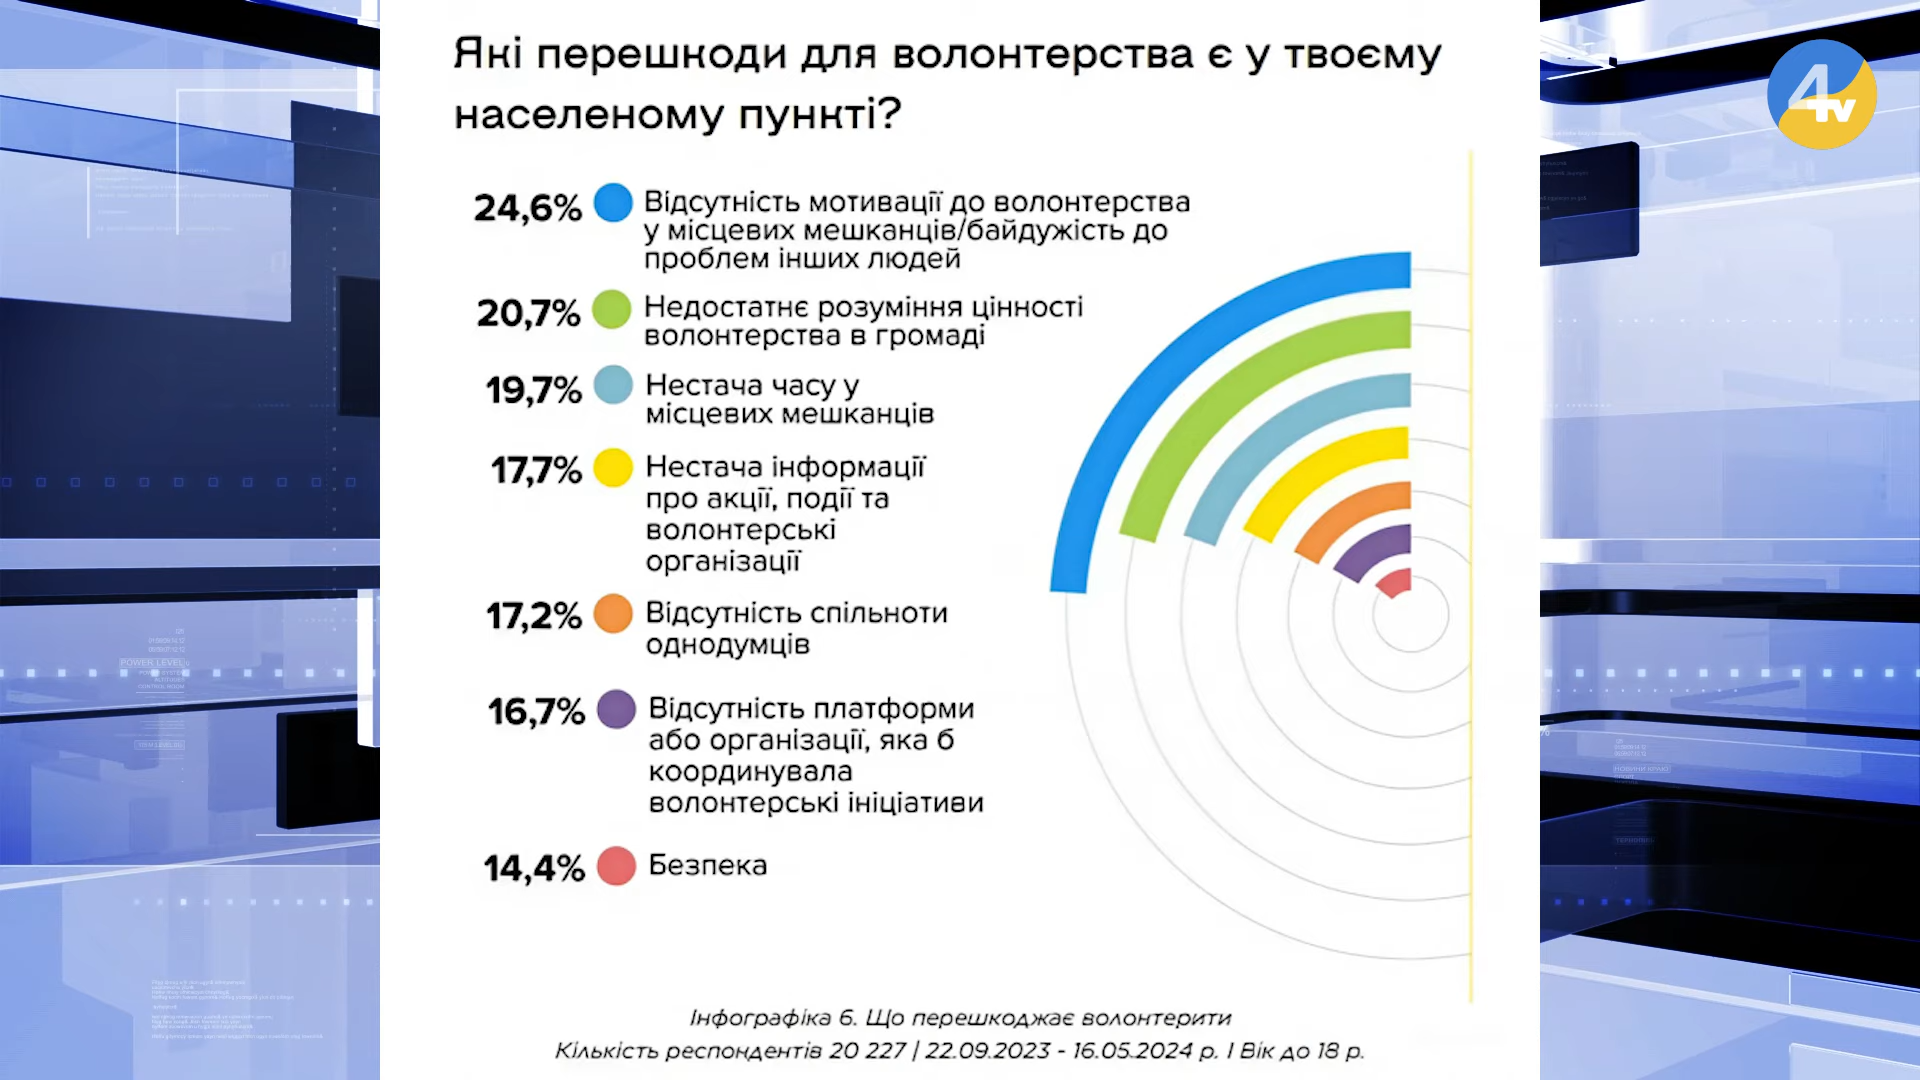 Які перешкоди для волонтерства є у твоєму
населеному пункті?
24,6% Відсутність мотивації до волонтерства
у місцевих мешканців/байдужість до
проблем інших людей
20,7% Недостатнє розуміння цінності
волонтерства в громаді
19,7% Нестача часу у
місцевих мешканців
17,7% Нестача інформації
про акції, події та
волонтерські
організації
17,2% Відсутність спільноти
однодумців
16,7% Відсутність платформи
або організації, яка б
координувала
волонтерські ініціативи
14,4% Безпека
Інфографіка 6. Що перешкоджає волонтерити
Кількість респондентів 20 227 | 22.09.2023 - 16.05.2024 р. I Вік до 18 р.
4tv
POWER LEVEL